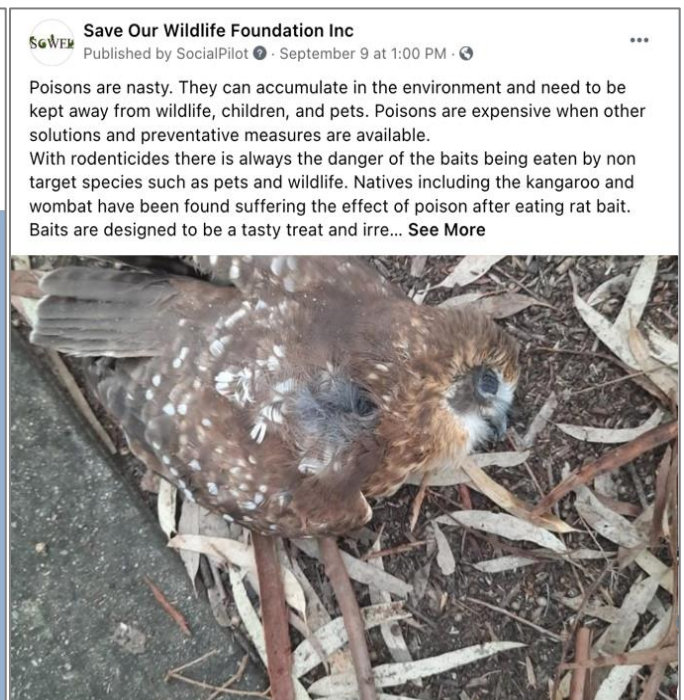 SOWFI
Save Our Wildlife Foundation Inc
Published by SocialPilot ? · September 9 at 1:00 PM ·
Poisons are nasty. They can accumulate in the environment and need to be
kept away from wildlife, children, and pets. Poisons are expensive when other
solutions and preventative measures are available.
With rodenticides there is always the danger of the baits being eaten by non
target species such as pets and wildlife. Natives including the kangaroo and
wombat have been found suffering the effect of poison after eating rat bait.
Baits are designed to be a tasty treat and irre... See More